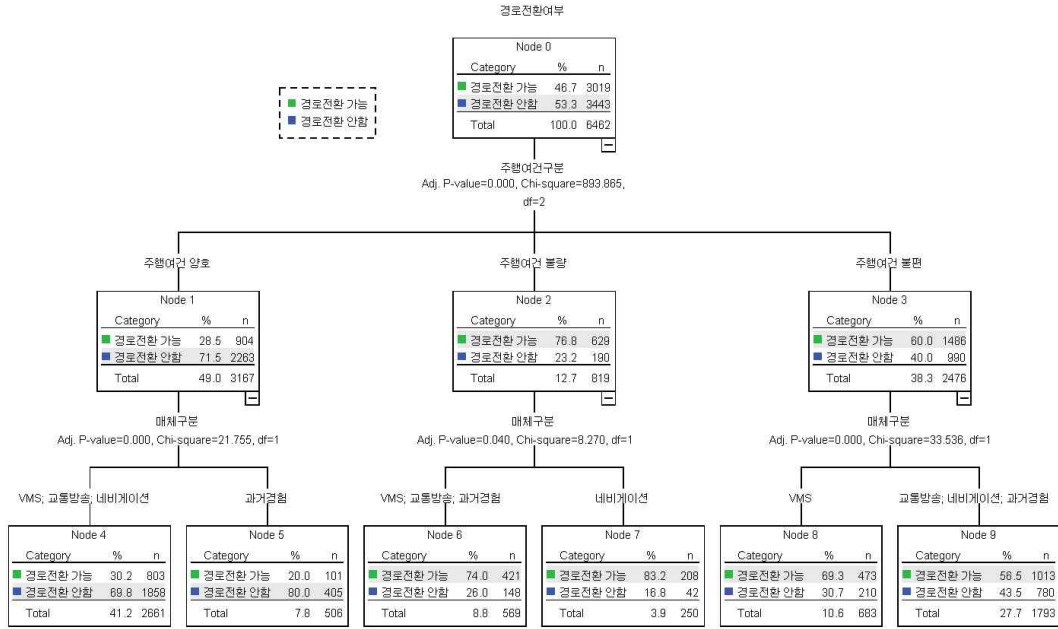 경로전환여부
Node 0
Category % n
경로전환 가능 46.7 3019
경로전환 안함 53.3 3443
Total 100.0 6462
경로전환 가능
경로전환 안함
주행여건구분
Adj. P-value=0.000, Chi-square=893.865,
df=2
주행여건 양호
주행여건 불량
주행여건 불편
Node 1
Category % n
경로전환 가능 28.5 904
경로전환 안함 71.5 2263
Total 49.0 3167
Node 2
Category % n
경로전환 가능 76.8 629
경로전환 안함 23.2 190
Total 12.7 819
Node 3
Category % n
경로전환 가능 60.0 1486
경로전환 안함 40.0 990
Total 38.3 2476
매체구분
Adj. P-value=0.000, Chi-square=21.755, df=1
매체구분
Adj. P-value=0.040, Chi-square=8.270, df=1
매체구분
Adj. P-value=0.000, Chi-square=33.536, df=1
VMS; 교통방송; 네비게이션
과거경험
VMS; 교통방송; 과거경험
네비게이션
VMS
교통방송; 네비게이션; 과거경험
Node 4
Category % n
경로전환 가능 30.2 803
경로전환 안함 69.8 1858
Total 41.2 2661
Node 5
Category % n
경로전환 가능 20.0 101
경로전환 안함 80.0 405
Total 7.8 506
Node 6
Category % n
경로전환 가능 74.0 421
경로전환 안함 26.0 148
Total 8.8 569
Node 7
Category % n
경로전환 가능 83.2 208
경로전환 안함 16.8 42
Total 3.9 250
Node 8
Category % n
경로전환 가능 69.3 473
경로전환 안함 30.7 210
Total 10.6 683
Node 9
Category % n
경로전환 가능 56.5 1013
경로전환 안함 43.5 780
Total 27.7 1793